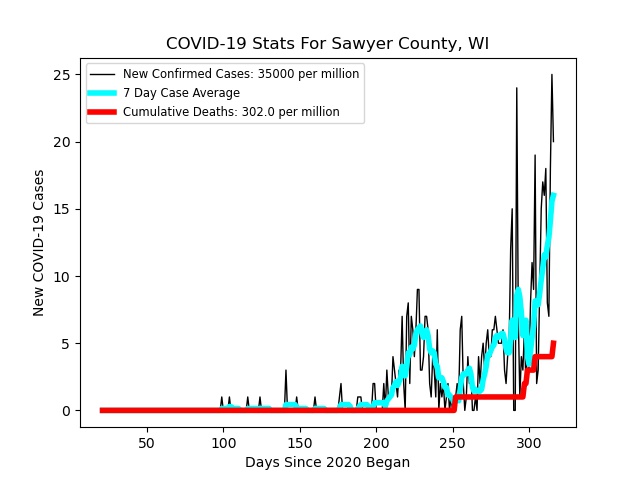 COVID-19 Stats For Sawyer County, WI
New Confirmed Cases: 35000 per million
7 Day Case Average
Cumulative Deaths: 302.0 per million
New COVID-19 Cases
25
20
15
10
5
0
50 100 150 200 250 300
Days Since 2020 Began